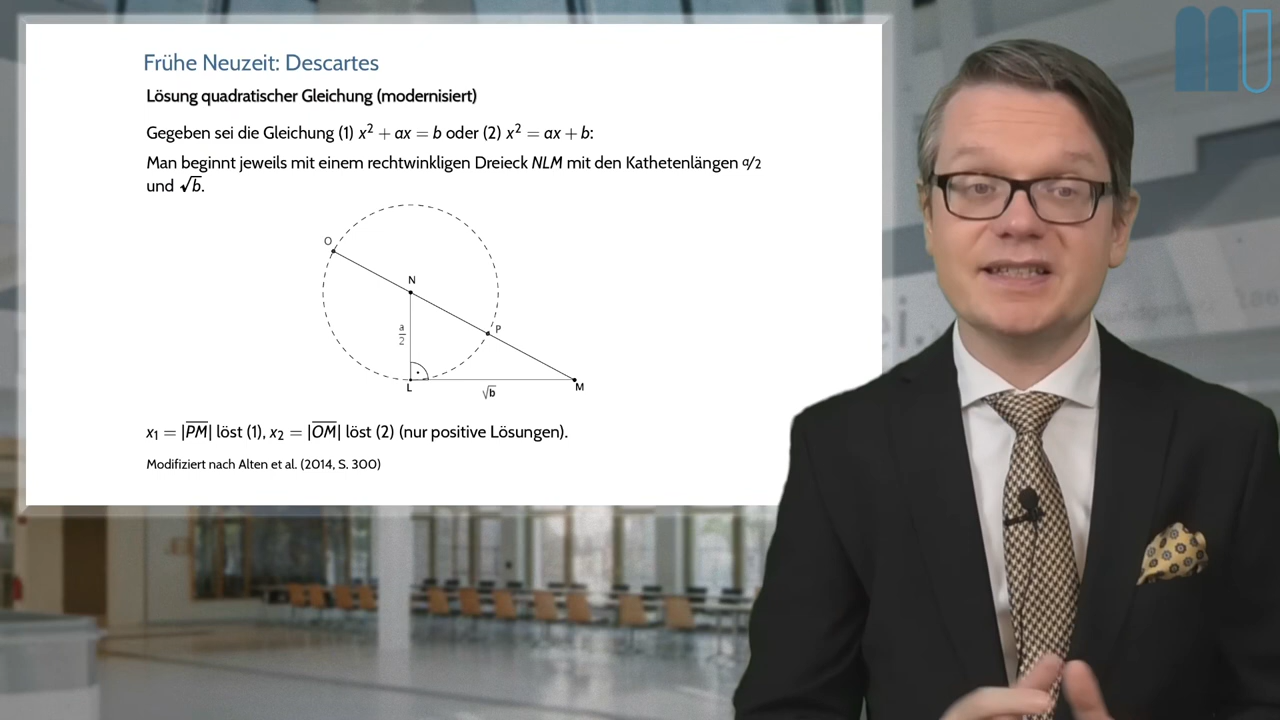 Frühe Neuzeit: Descartes
Lösung quadratischer Gleichung (modernisiert)
Gegeben sei die Gleichung (1) x² + ax = b oder (2) x² = ax + b:
Man beginnt jeweils mit einem rechtwinkligen Dreieck NLM mit den Kathetenlängen a/2
und √b.
O
N
a/2
P
L
M
√b
x₁ = |P̅M̅| löst (1), x₂ = |O̅M̅| löst (2) (nur positive Lösungen).
Modifiziert nach Alten et al. (2014, S. 300)